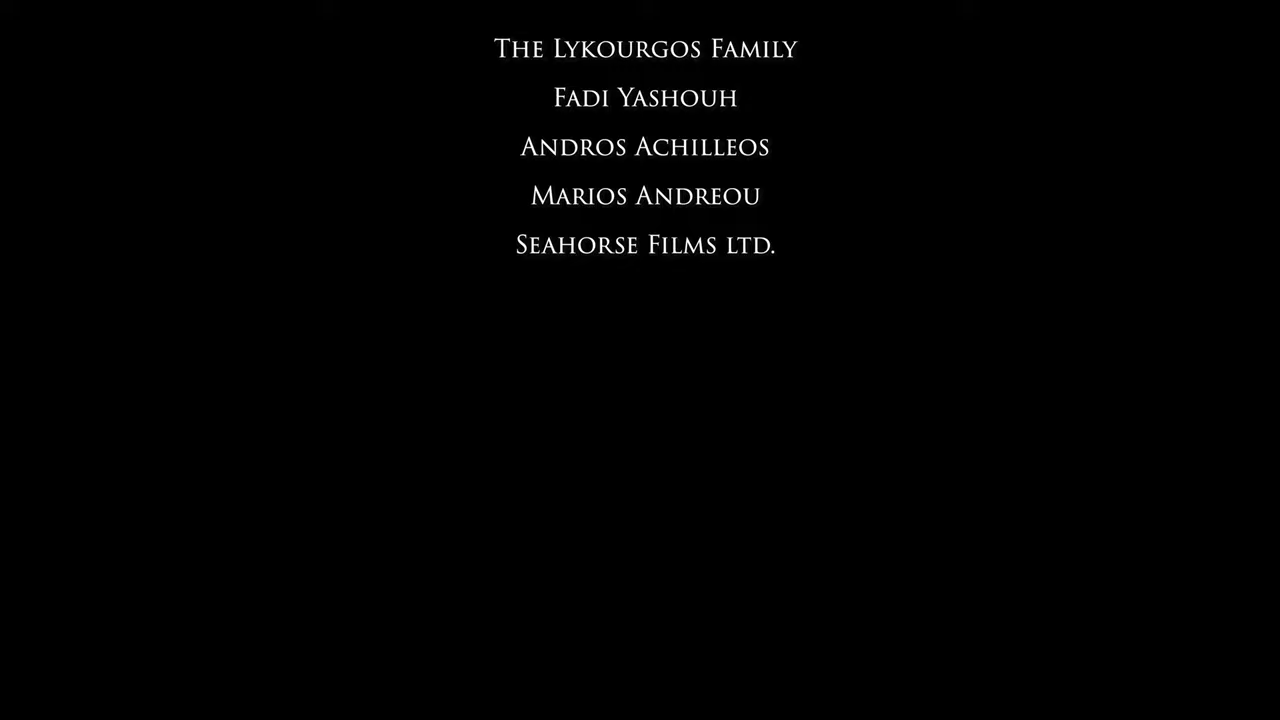 The Lykourgos Family
Fadi Yashouh
Andros Achilleos
Marios Andreou
Seahorse Films ltd.